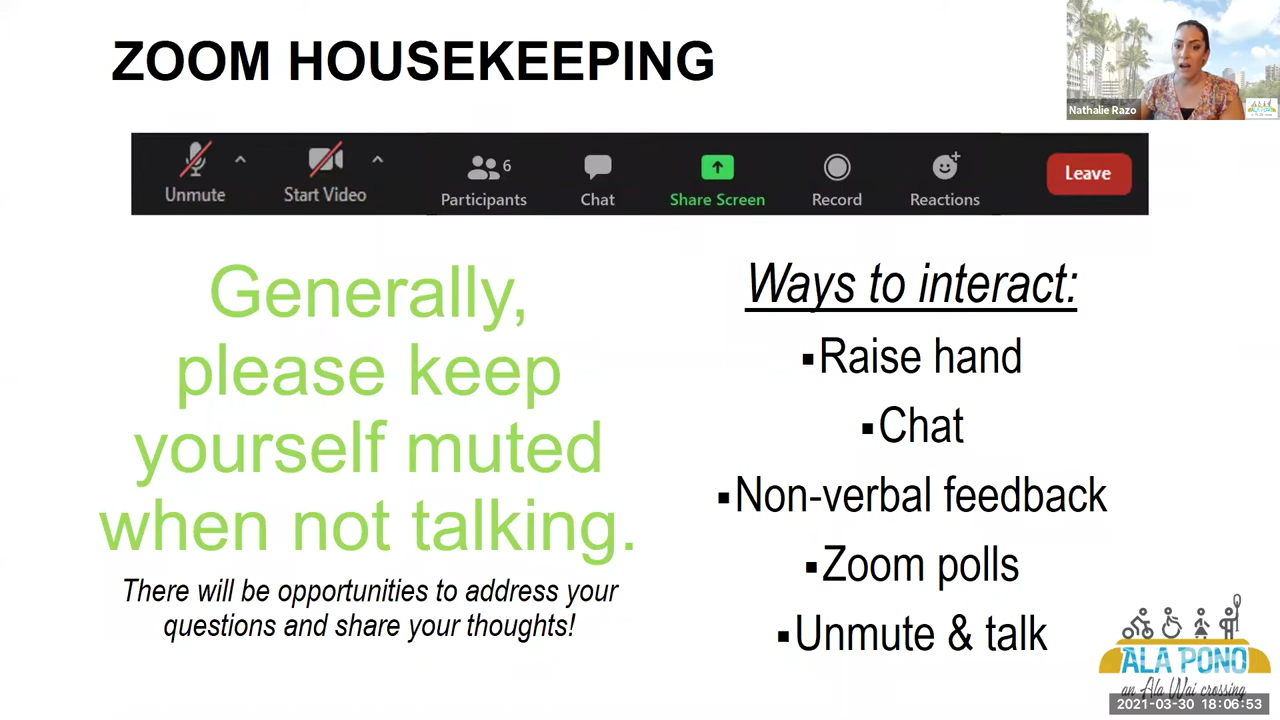 ZOOM HOUSEKEEPING
Nathalie Razo
ALA PONO
Unmute
Start Video
6
Participants
Chat
Share Screen
Record
Reactions
Leave
Generally,
please keep
yourself muted
when not talking.
There will be opportunities to address your
questions and share your thoughts!
Ways to interact:
▪Raise hand
▪Chat
▪Non-verbal feedback
▪Zoom polls
▪Unmute & talk
ALA PONO
an Ala Wai crossing
2021-03-30 18:06:53